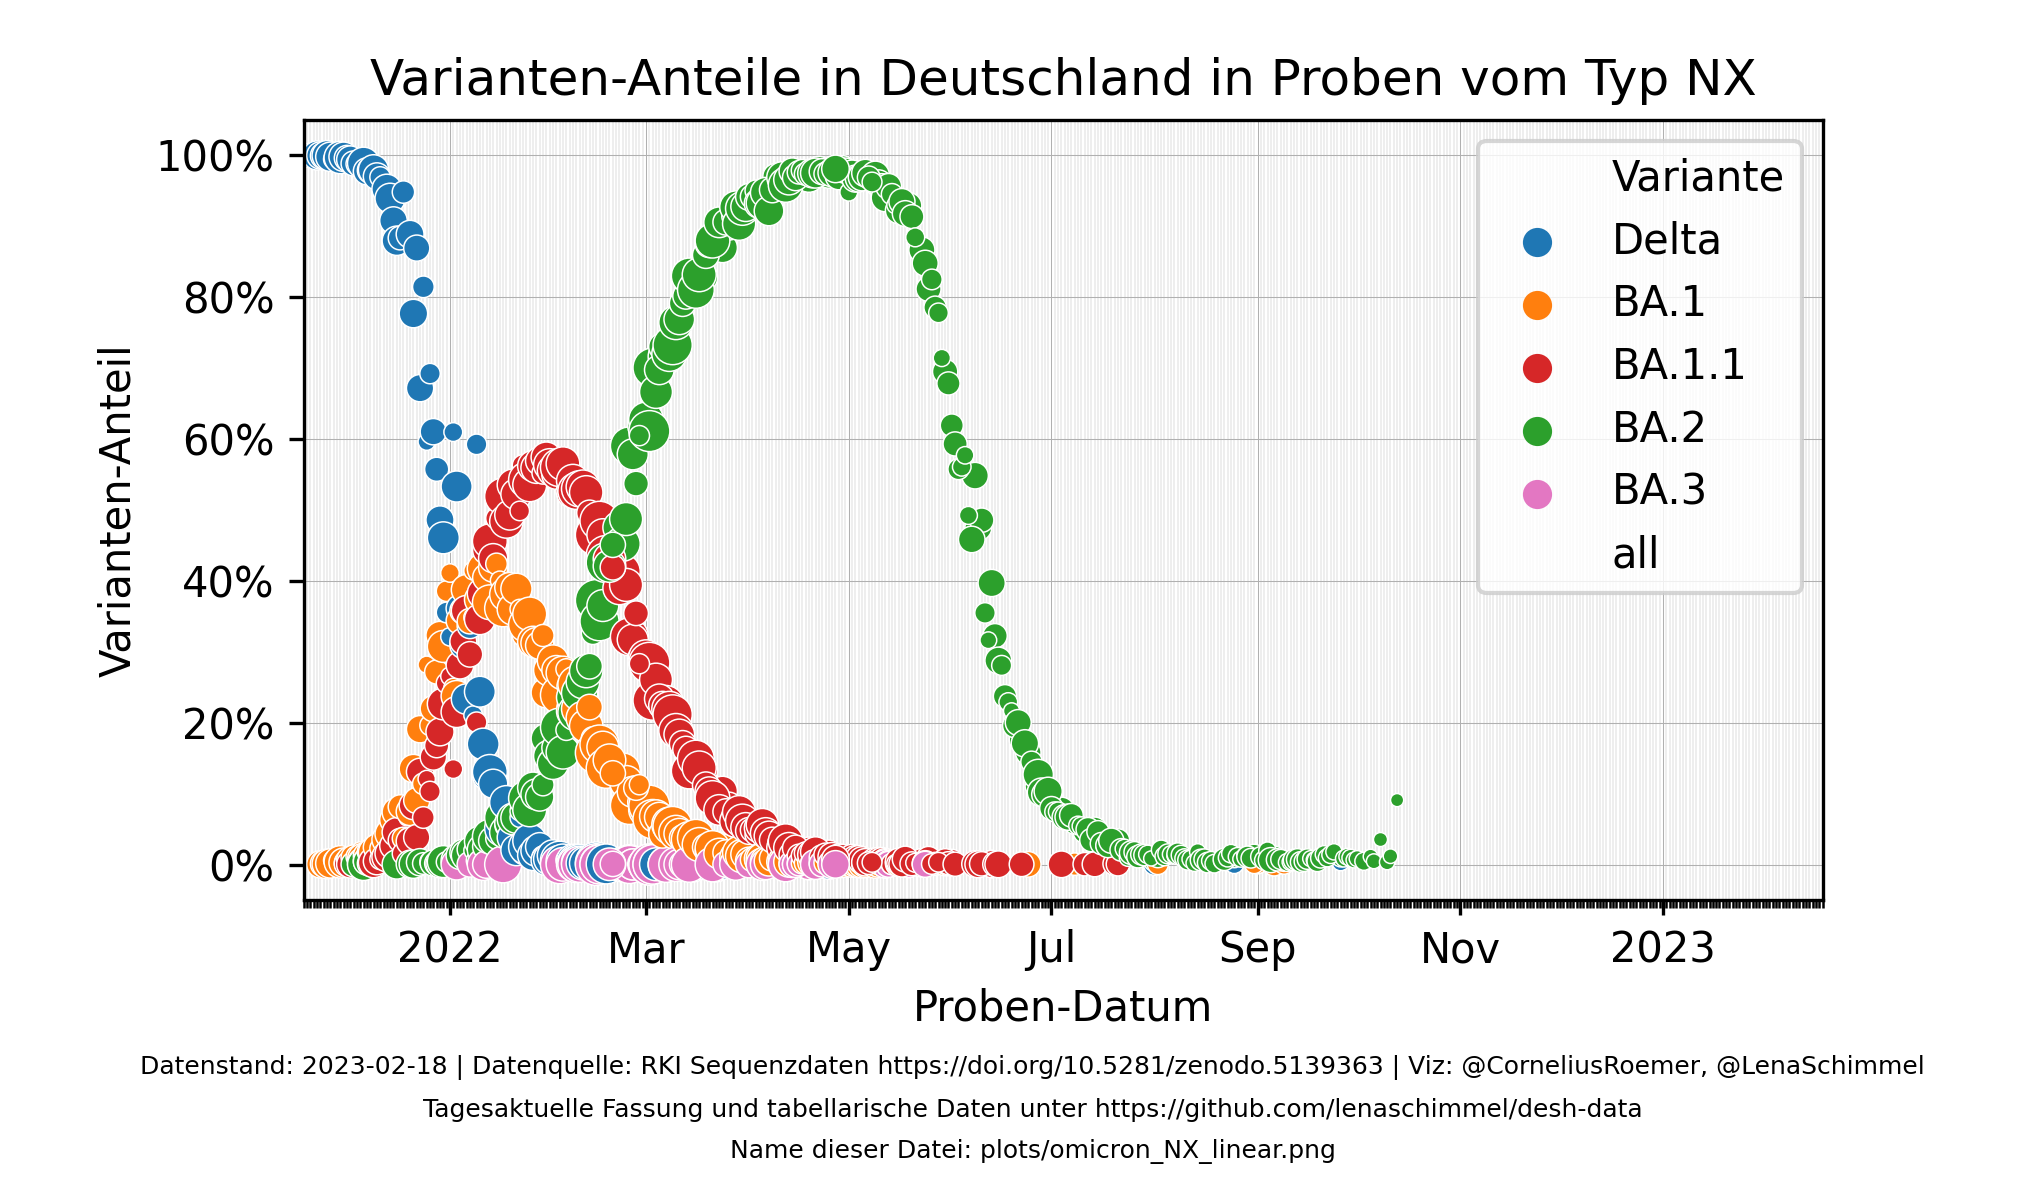 Varianten-Anteile in Deutschland in Proben vom Typ NX
Varianten-Anteil
100%
80%
60%
40%
20%
0%
Variante
Delta
BA.1
BA.1.1
BA.2
BA.3
all
2022
Mar
May
Jul
Sep
Nov
2023
Proben-Datum
Datenstand: 2023-02-18 | Datenquelle: RKI Sequenzdaten https://doi.org/10.5281/zenodo.5139363 | Viz: @CorneliusRoemer, @LenaSchimmel
Tagesaktuelle Fassung und tabellarische Daten unter https://github.com/lenaschimmel/desh-data
Name dieser Datei: plots/omicron_NX_linear.png